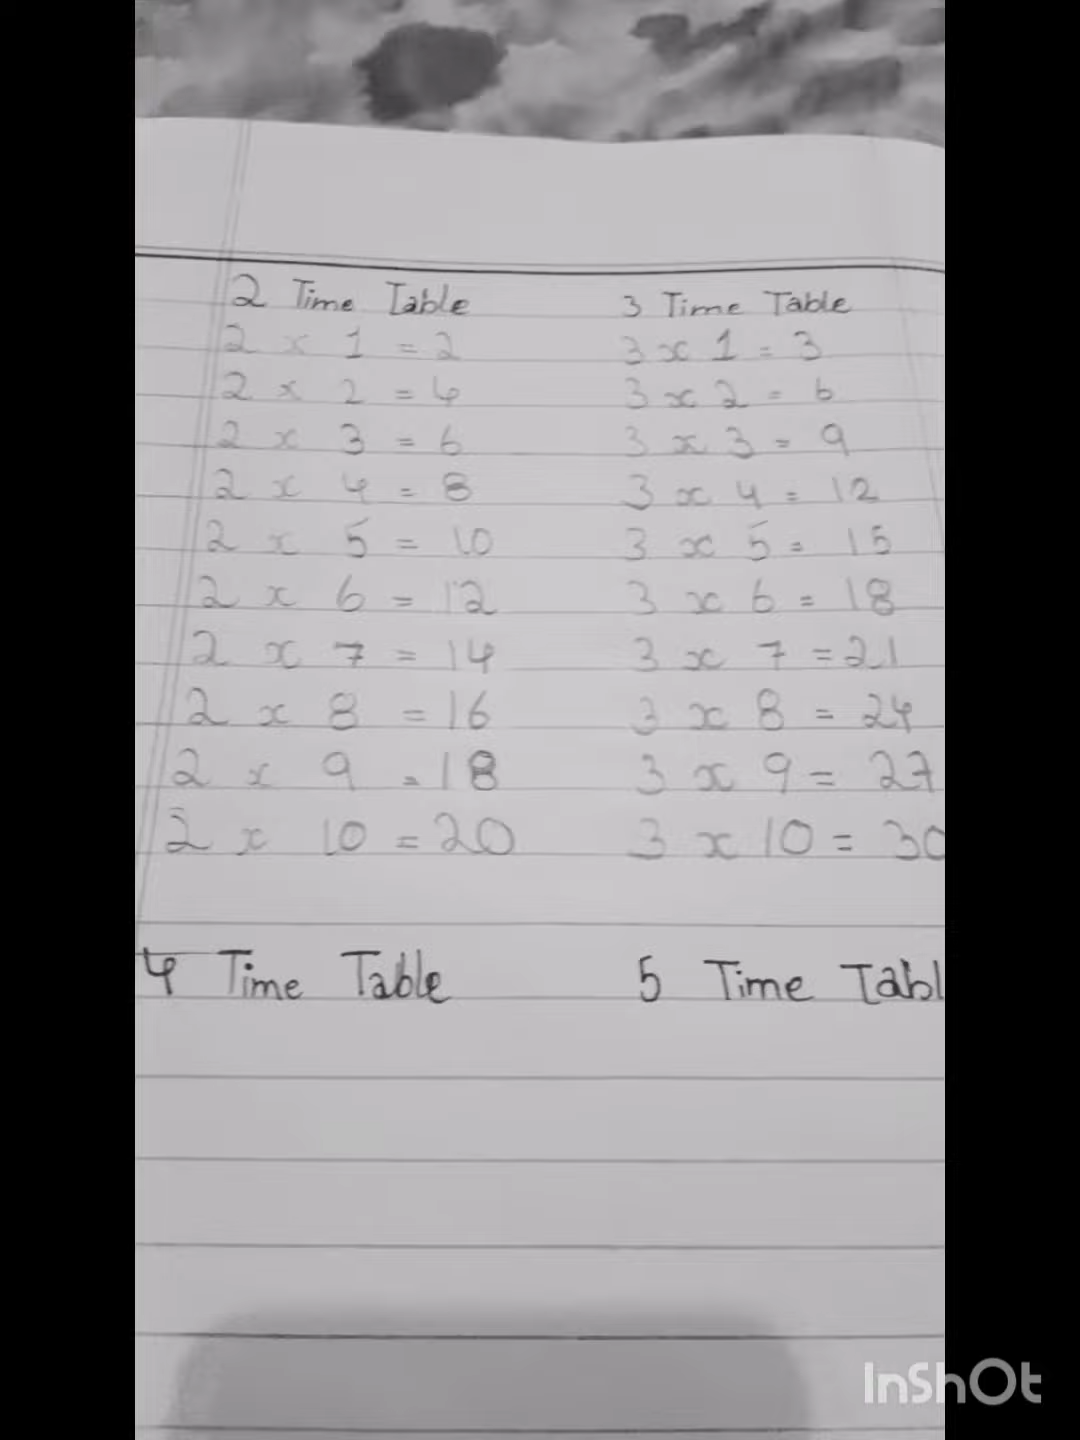 2 Time Table
2 x 1 = 2
2 x 2 = 4
2 x 3 = 6
2 x 4 = 8
2 x 5 = 10
2 x 6 = 12
2 x 7 = 14
2 x 8 = 16
2 x 9 = 18
2 x 10 = 20
3 Time Table
3 x 1 = 3
3 x 2 = 6
3 x 3 = 9
3 x 4 = 12
3 x 5 = 15
3 x 6 = 18
3 x 7 = 21
3 x 8 = 24
3 x 9 = 27
3 x 10 = 30
4 Time Table
5 Time Tabl
InShOt